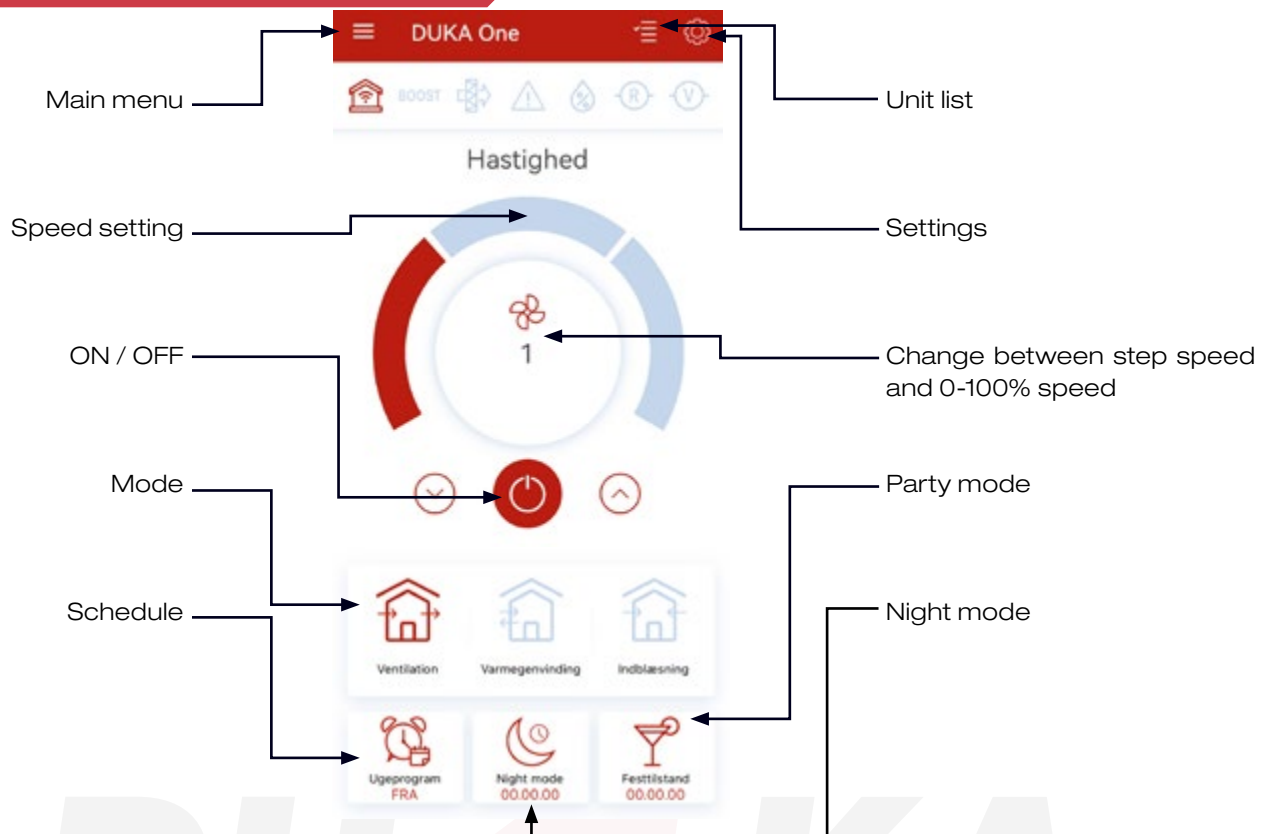 DUKA One
Main menu
BOOST
%
R
V
Unit list
Hastighed
Speed setting
Settings
1
ON / OFF
Change between step speed
and 0-100% speed
Mode
Party mode
Schedule
Night mode
Ventilation
Varmegenvinding
Indblæsning
Ugeprogram
FRA
Night mode
00.00.00
Festtilstand
00.00.00